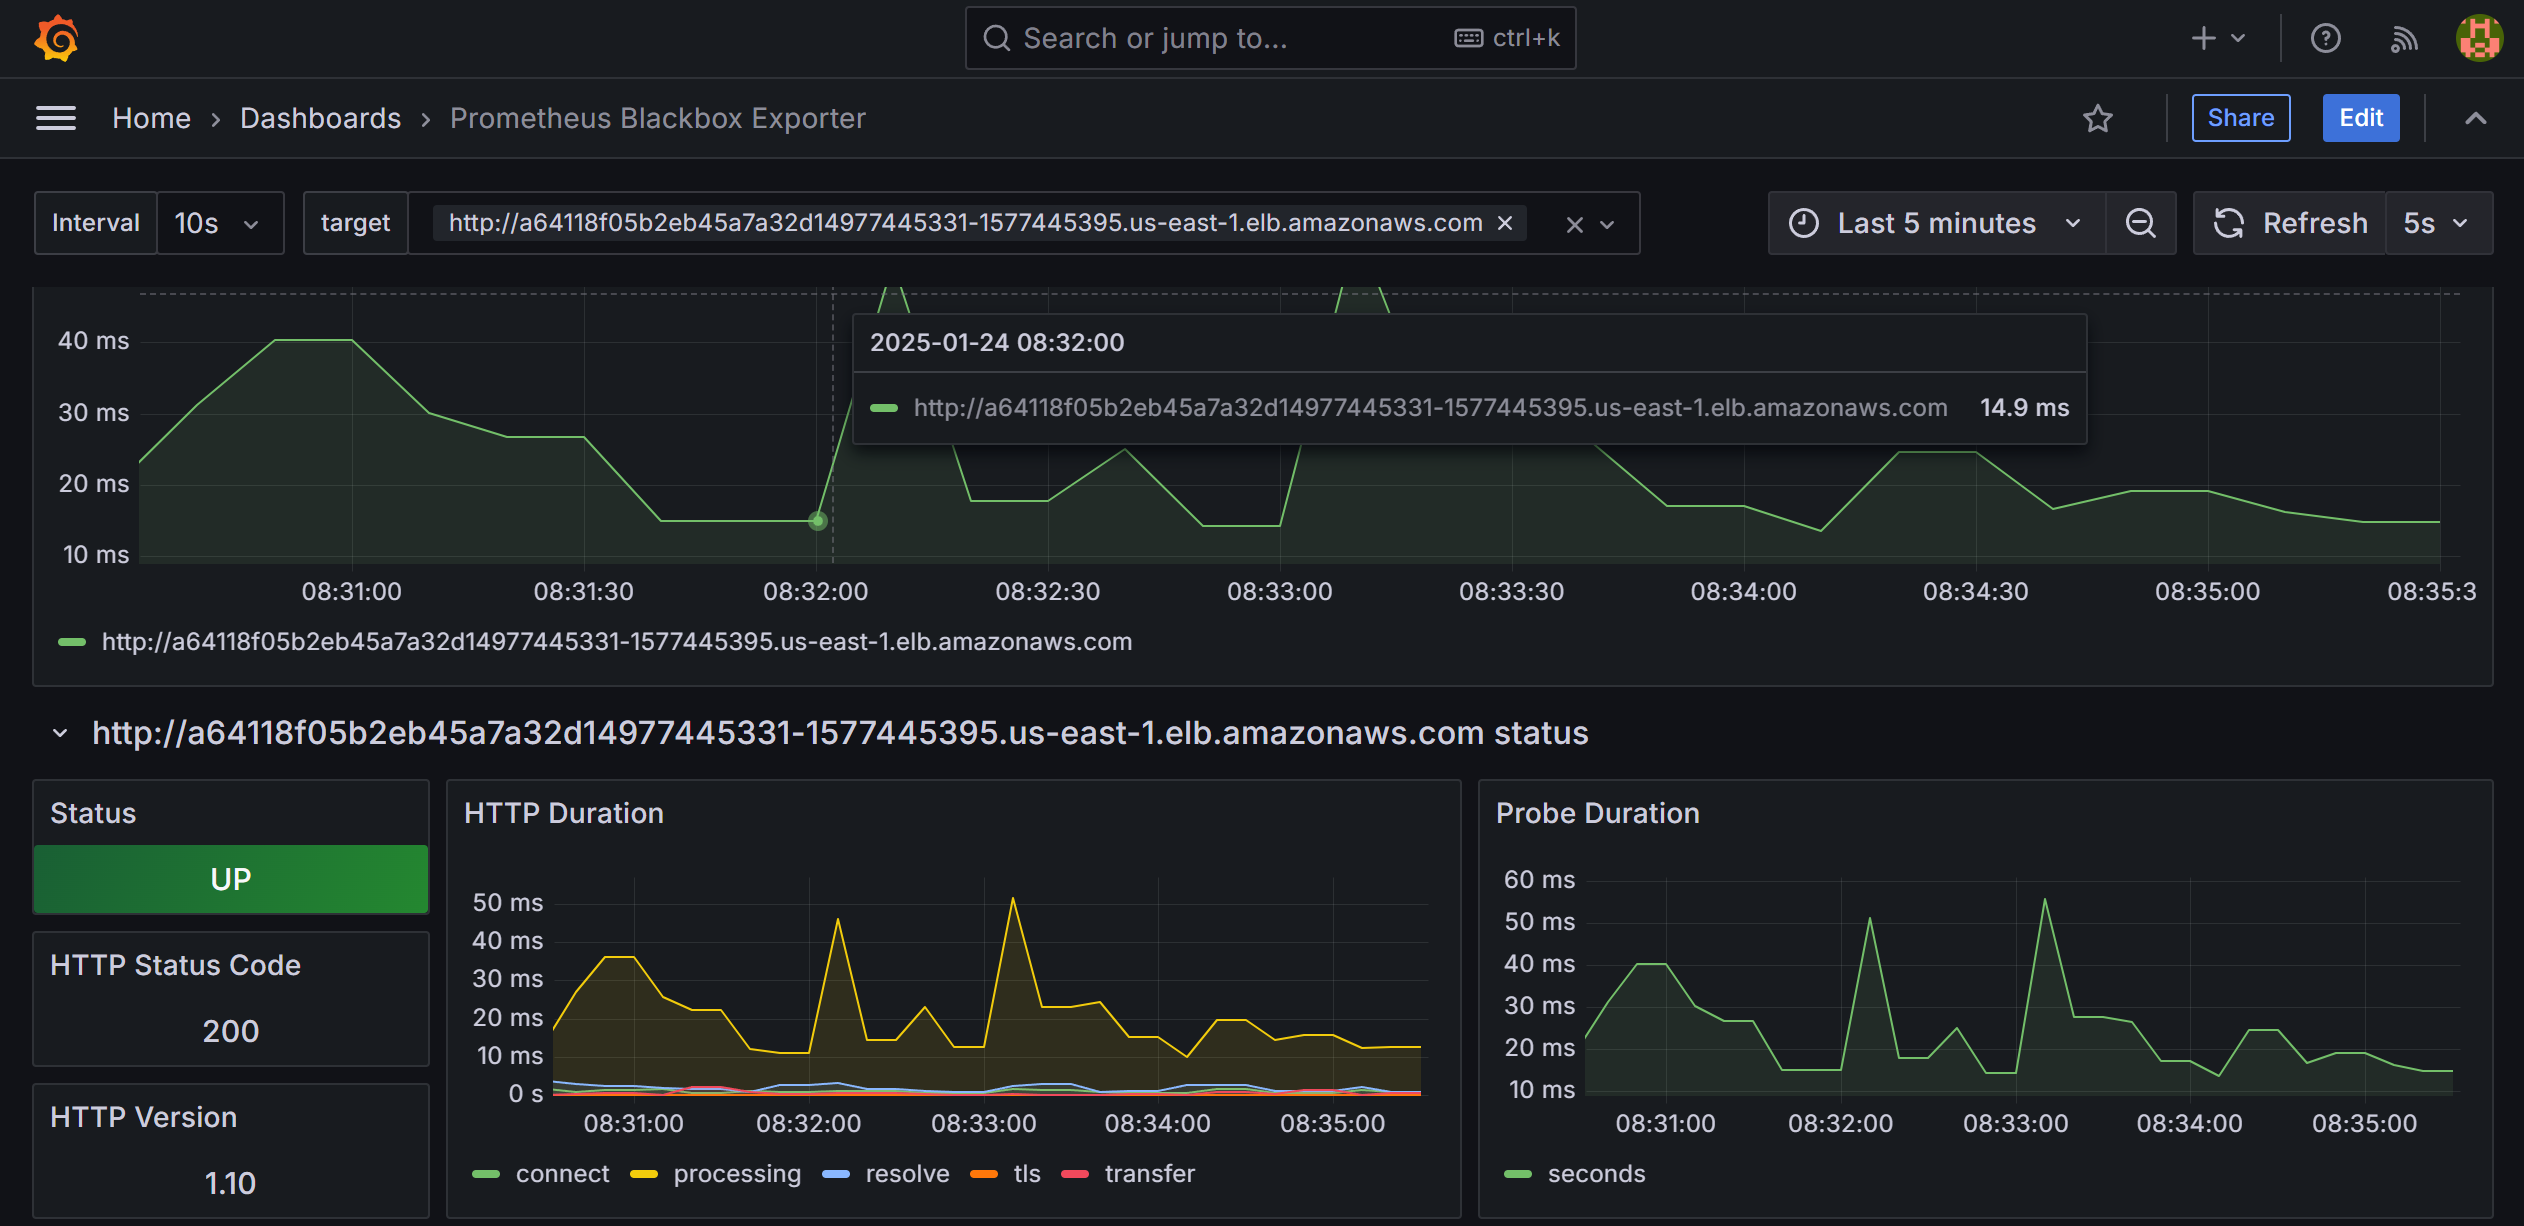 Search or jump to... ctrl+k
Home › Dashboards › Prometheus Blackbox Exporter
Share
Edit
Interval 10s
target http://a64118f05b2eb45a7a32d14977445331-1577445395.us-east-1.elb.amazonaws.com
Last 5 minutes
Refresh 5s
40 ms
30 ms
20 ms
10 ms
2025-01-24 08:32:00
http://a64118f05b2eb45a7a32d14977445331-1577445395.us-east-1.elb.amazonaws.com 14.9 ms
08:31:00 08:31:30 08:32:00 08:32:30 08:33:00 08:33:30 08:34:00 08:34:30 08:35:00 08:35:3
http://a64118f05b2eb45a7a32d14977445331-1577445395.us-east-1.elb.amazonaws.com
http://a64118f05b2eb45a7a32d14977445331-1577445395.us-east-1.elb.amazonaws.com status
Status
UP
HTTP Status Code
200
HTTP Version
1.10
HTTP Duration
50 ms
40 ms
30 ms
20 ms
10 ms
0 s
08:31:00 08:32:00 08:33:00 08:34:00 08:35:00
connect processing resolve tls transfer
Probe Duration
60 ms
50 ms
40 ms
30 ms
20 ms
10 ms
08:31:00 08:32:00 08:33:00 08:34:00 08:35:00
seconds